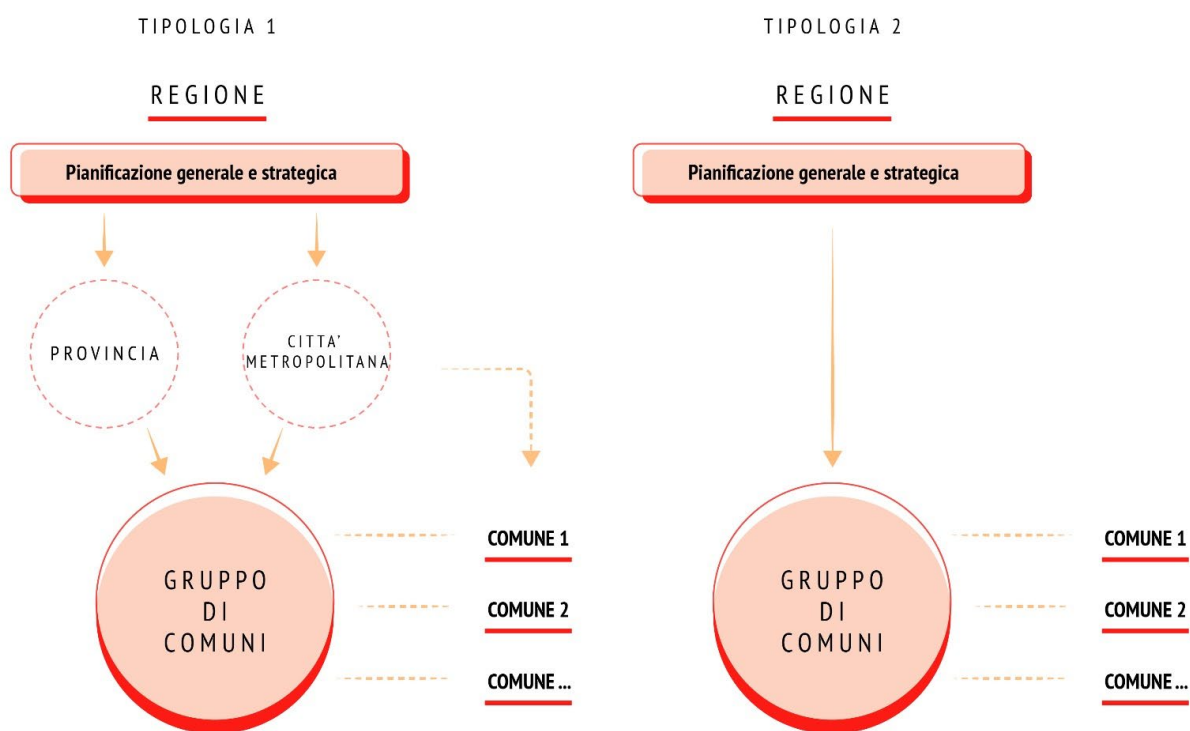 TIPOLOGIA 1
REGIONE
Pianificazione generale e strategica
PROVINCIA
CITTA'
METROPOLITANA
GRUPPO
DI
COMUNI
COMUNE 1
COMUNE 2
COMUNE ...
TIPOLOGIA 2
REGIONE
Pianificazione generale e strategica
GRUPPO
DI
COMUNI
COMUNE 1
COMUNE 2
COMUNE ...